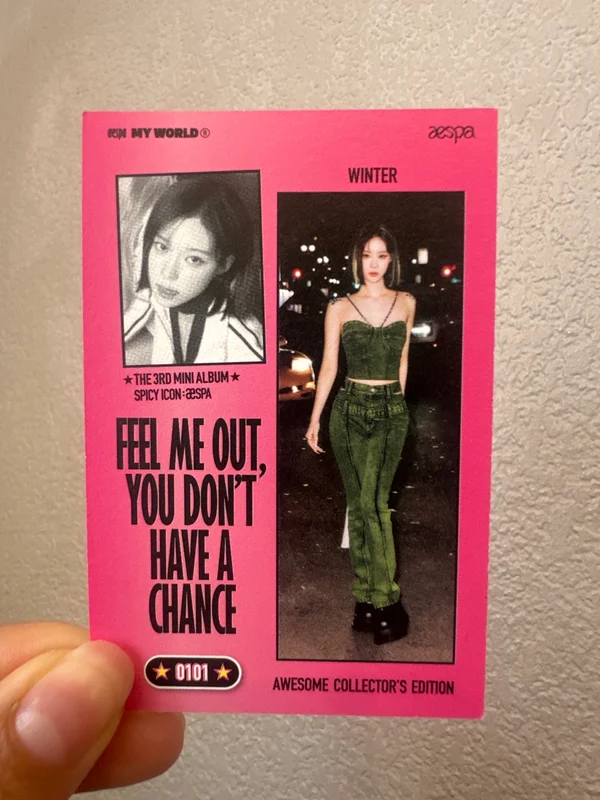 aespa MY WORLD®
æspa
WINTER
★THE 3RD MINI ALBUM★
SPICY ICON:æSPA
FEEL ME OUT,
YOU DON'T
HAVE A
CHANCE
★ 0101 ★
AWESOME COLLECTOR'S EDITION